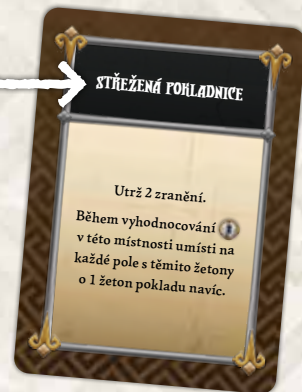 STŘEŽENÁ POKLADNICE
Utrž 2 zranění.
Během vyhodnocování
v této místnosti umísti na
každé pole s těmito žetony
o 1 žeton pokladu navíc.